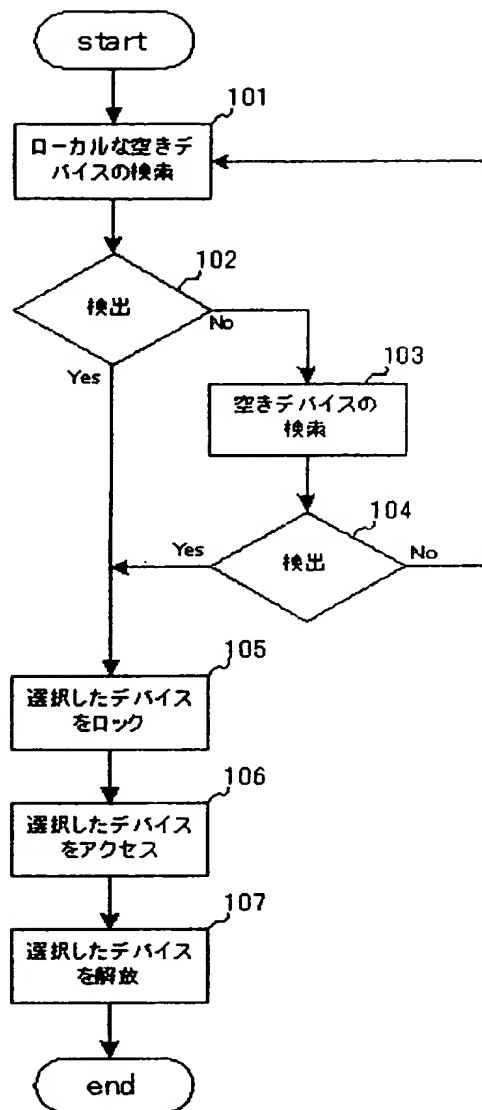 start
101
ローカルな空きデ
バイスの検索
102
検出
No
Yes
103
空きデバイスの
検索
104
検出
Yes
No
105
選択したデバイス
をロック
106
選択したデバイス
をアクセス
107
選択したデバイス
を解放
end